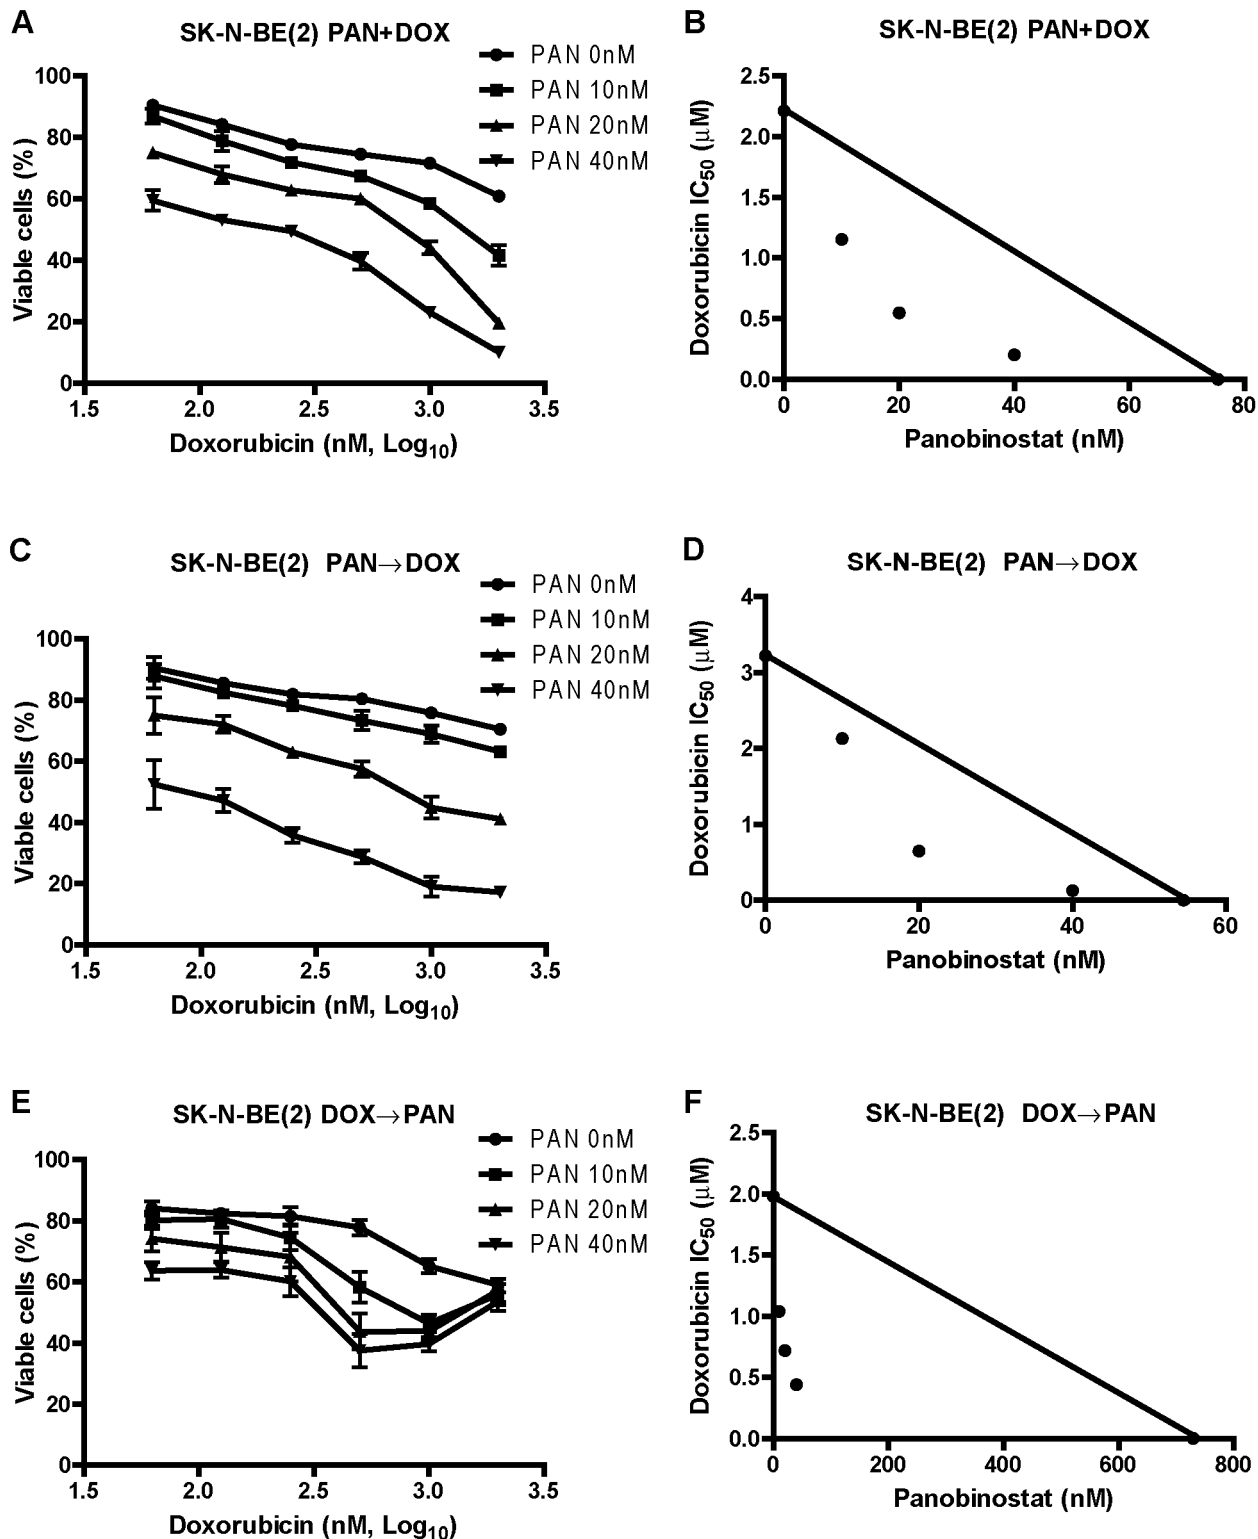 A
SK-N-BE(2) PAN+DOX
PAN 0nM
PAN 10nM
PAN 20nM
PAN 40nM
100
80
60
40
20
0
Viable cells (%)
1.5
2.0
2.5
3.0
3.5
Doxorubicin (nM, Log10)
B
SK-N-BE(2) PAN+DOX
2.5
2.0
1.5
1.0
0.5
0.0
Doxorubicin IC50 (μM)
0
20
40
60
80
Panobinostat (nM)
C
SK-N-BE(2) PAN→DOX
PAN 0nM
PAN 10nM
PAN 20nM
PAN 40nM
100
80
60
40
20
0
Viable cells (%)
1.5
2.0
2.5
3.0
3.5
Doxorubicin (nM, Log10)
D
SK-N-BE(2) PAN→DOX
4
3
2
1
0
Doxorubicin IC50 (μM)
0
20
40
60
Panobinostat (nM)
E
SK-N-BE(2) DOX→PAN
PAN 0nM
PAN 10nM
PAN 20nM
PAN 40nM
100
80
60
40
20
0
Viable cells (%)
1.5
2.0
2.5
3.0
3.5
Doxorubicin (nM, Log10)
F
SK-N-BE(2) DOX→PAN
2.5
2.0
1.5
1.0
0.5
0.0
Doxorubicin IC50 (μM)
0
200
400
600
800
Panobinostat (nM)